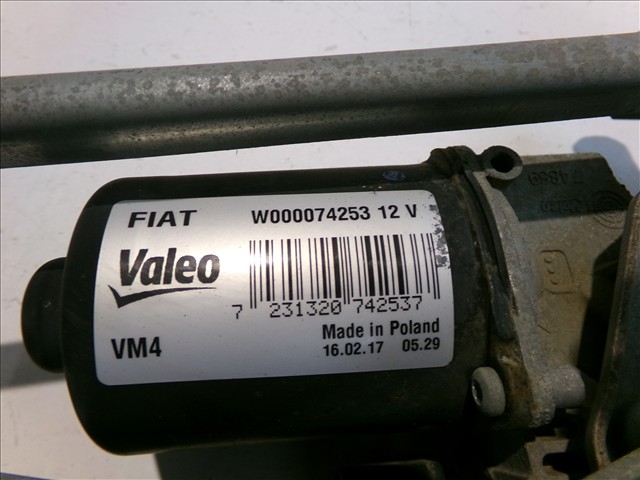 FIAT W000074253 12 V
Valeo
7 231320 742537
Made in Poland
VM4 16.02.17 05.29